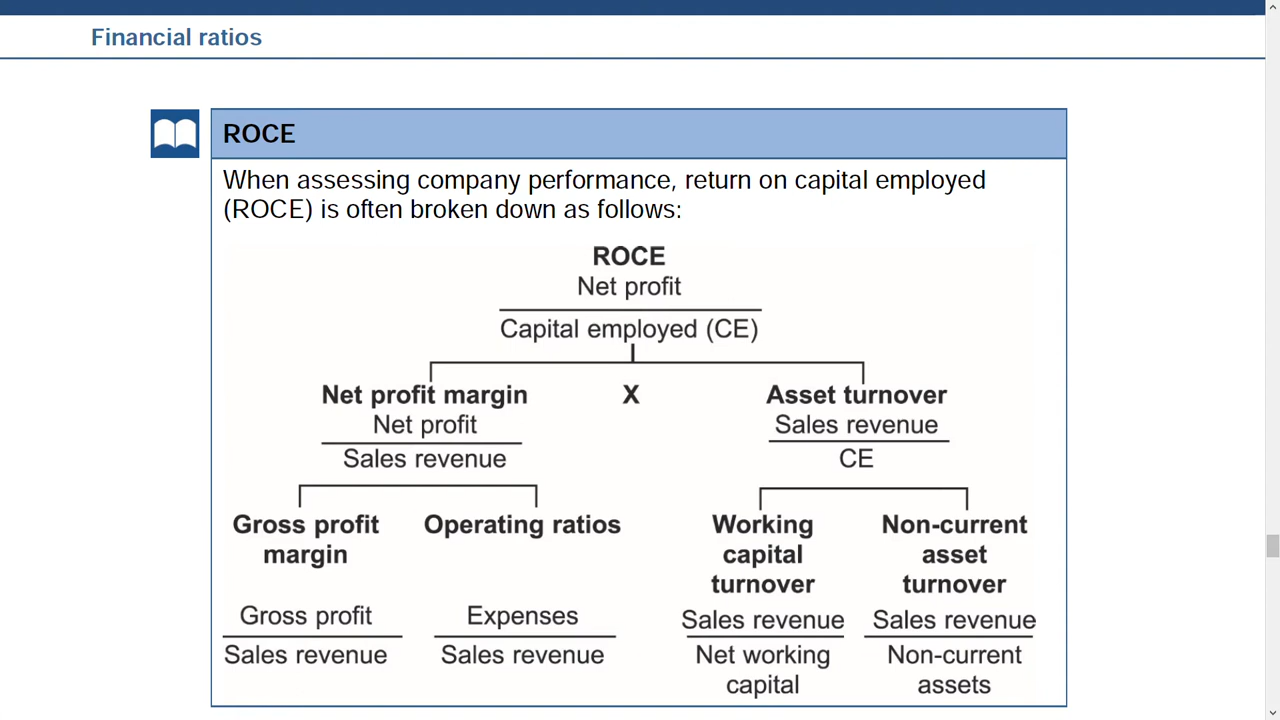 Financial ratios
ROCE
When assessing company performance, return on capital employed
(ROCE) is often broken down as follows:
ROCE
Net profit
Capital employed (CE)
Net profit margin X Asset turnover
Net profit Sales revenue
Sales revenue CE
Gross profit margin
Gross profit
Sales revenue
Operating ratios
Expenses
Sales revenue
Working
capital
turnover
Sales revenue
Net working
capital
Non-current
asset
turnover
Sales revenue
Non-current
assets